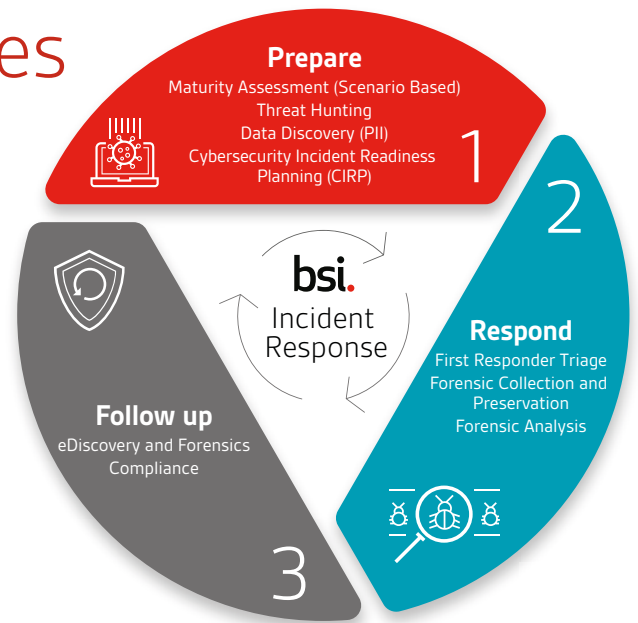 es
Prepare
Maturity Assessment (Scenario Based)
Threat Hunting
Data Discovery (PII)
Cybersecurity Incident Readiness
Planning (CIRP)
1
2
bsi.
Incident
Response
Respond
First Responder Triage
Forensic Collection and
Preservation
Forensic Analysis
Follow up
eDiscovery and Forensics
Compliance
3